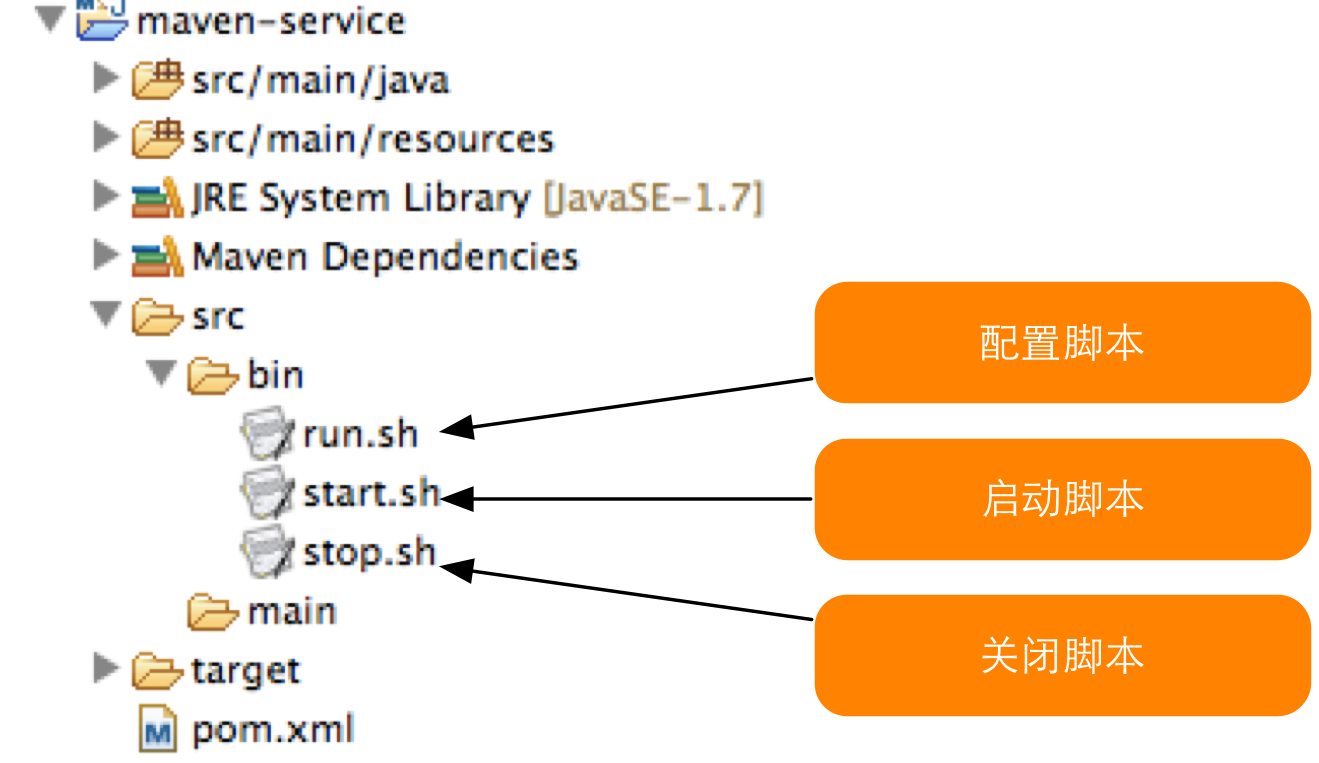 maven-service
src/main/java
src/main/resources
JRE System Library [JavaSE-1.7]
Maven Dependencies
src
配置脚本
bin
run.sh
启动脚本
start.sh
stop.sh
main
关闭脚本
target
M pom.xml